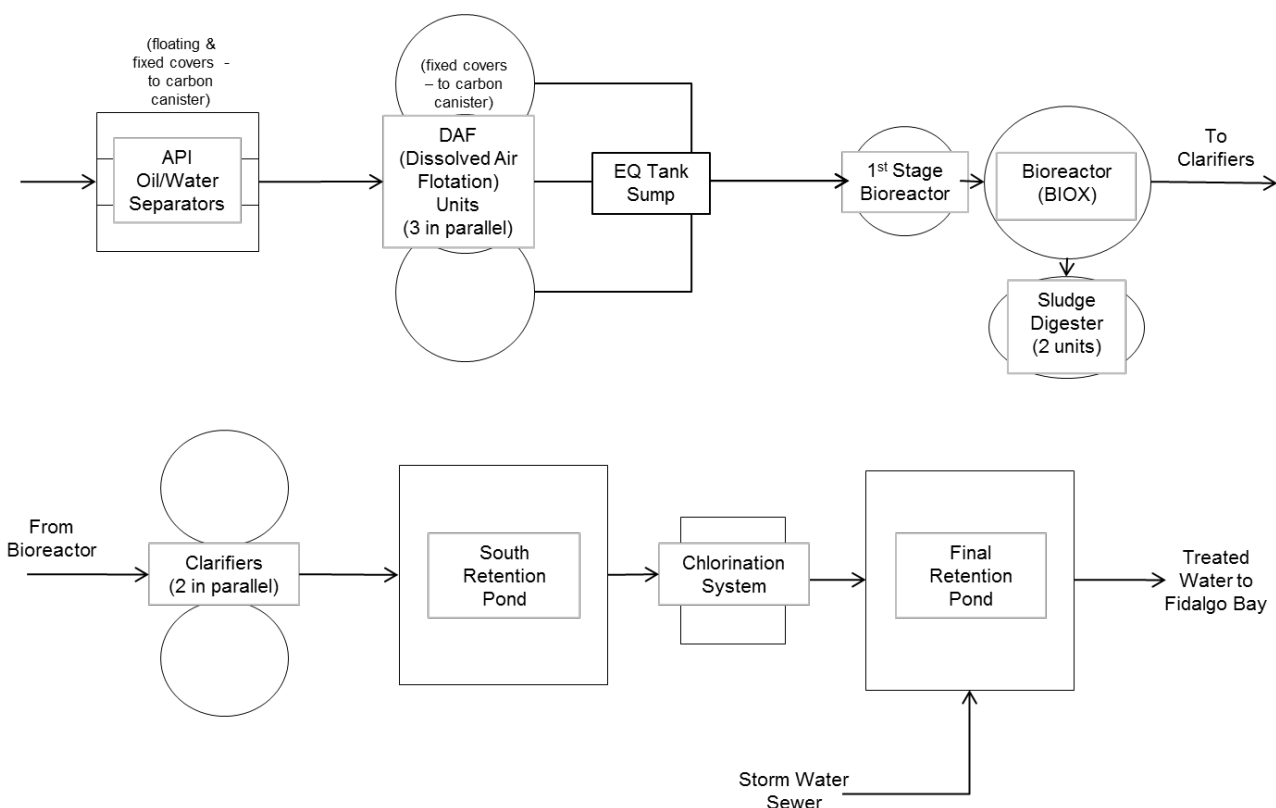 (floating &
fixed covers -
to carbon
canister)
API
Oil/Water
Separators
(fixed covers
– to carbon
canister)
DAF
(Dissolved Air
Flotation)
Units
(3 in parallel)
EQ Tank
Sump
1st Stage
Bioreactor
Bioreactor
(BIOX)
To
Clarifiers
Sludge
Digester
(2 units)
From
Bioreactor
Clarifiers
(2 in parallel)
South
Retention
Pond
Chlorination
System
Final
Retention
Pond
Treated
Water to
Fidalgo Bay
Storm Water
Sewer